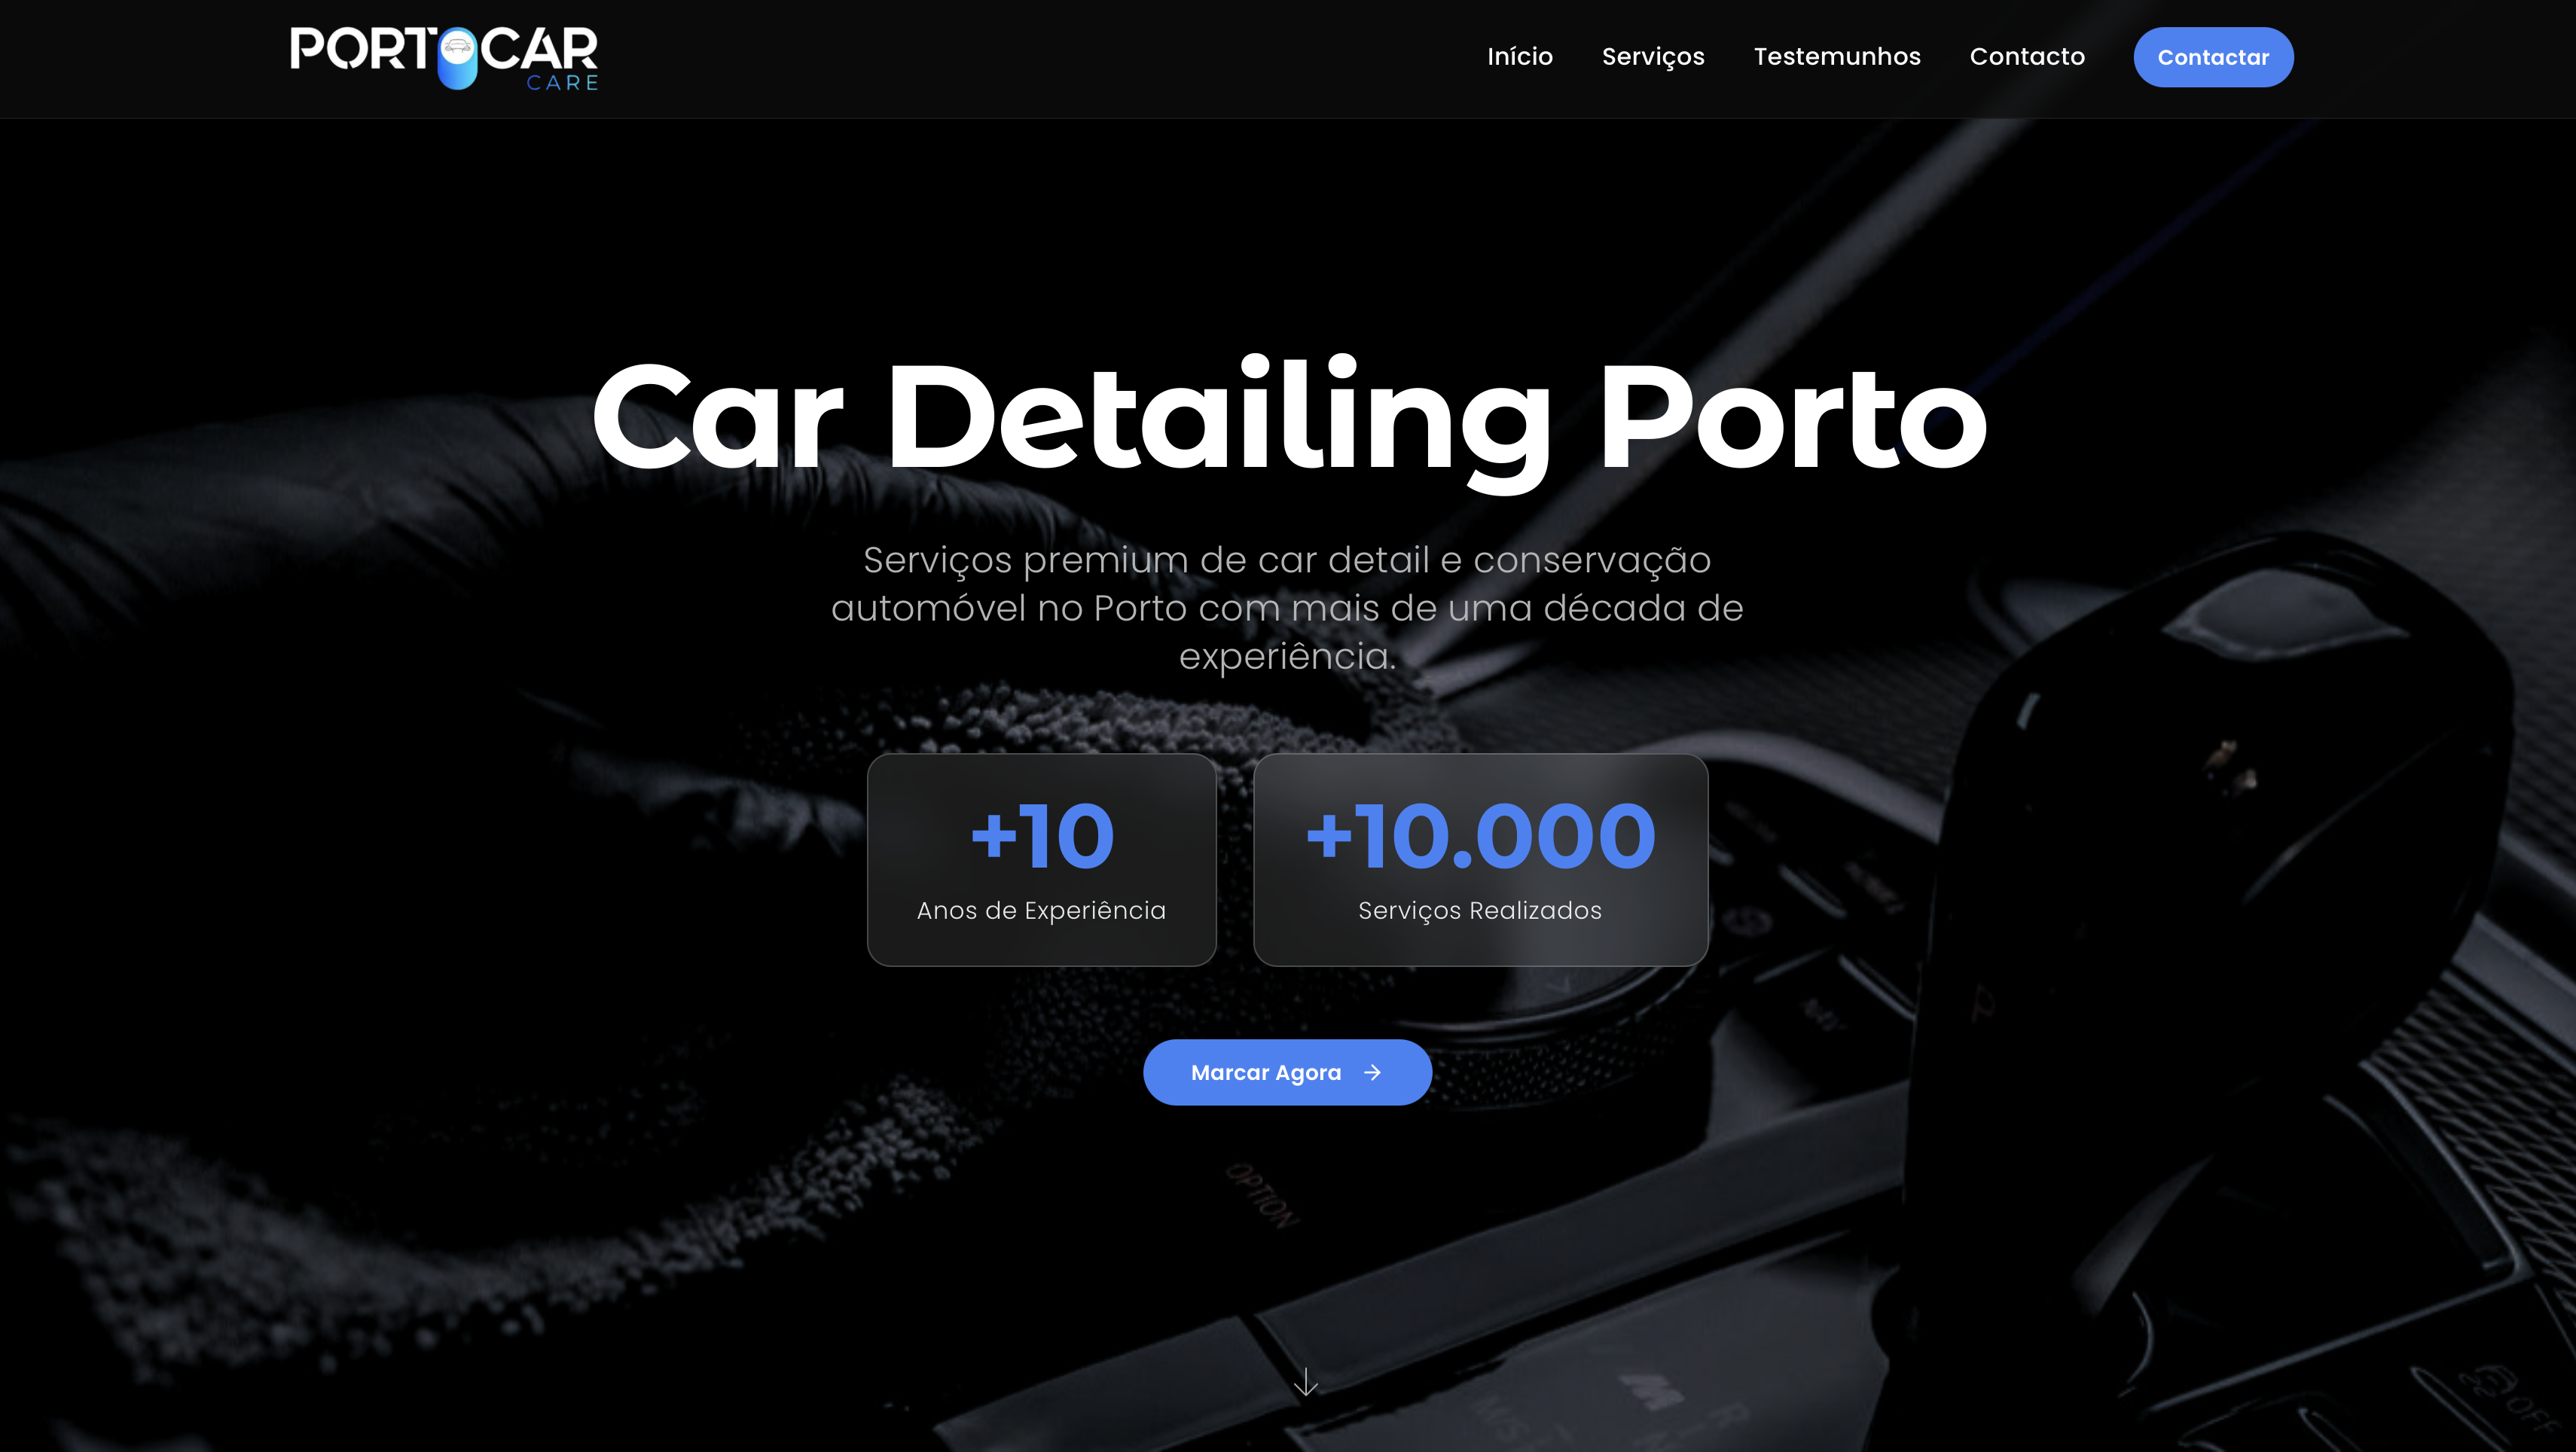 PORTOCAR
CARE
Início
Serviços
Testemunhos
Contacto
Contactar
Car Detailing Porto
Serviços premium de car detail e conservação
automóvel no Porto com mais de uma década de
experiência.
+10
Anos de Experiência
+10.000
Serviços Realizados
Marcar Agora
OPTION
OFF